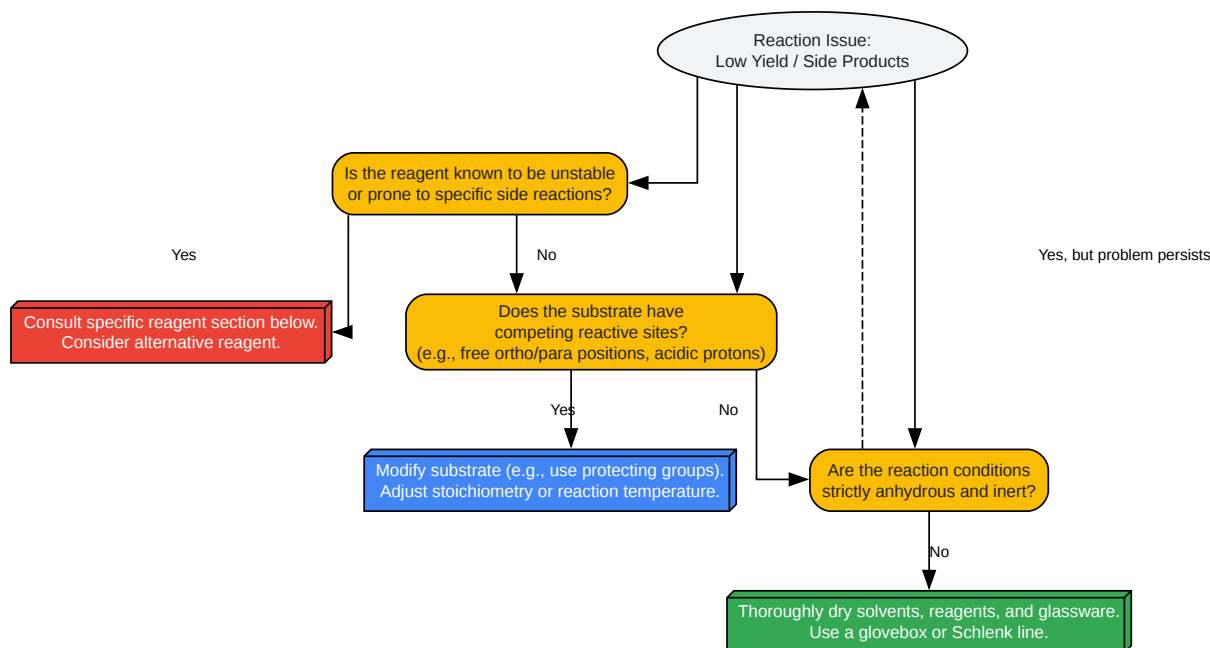 Reaction Issue:
Low Yield / Side Products
Is the reagent known to be unstable
or prone to specific side reactions?
Yes
No
Yes, but problem persists
Consult specific reagent section below.
Consider alternative reagent.
Does the substrate have
competing reactive sites?
(e.g., free ortho/para positions, acidic protons)
Yes
No
Modify substrate (e.g., use protecting groups).
Adjust stoichiometry or reaction temperature.
Are the reaction conditions
strictly anhydrous and inert?
No
Thoroughly dry solvents, reagents, and glassware.
Use a glovebox or Schlenk line.